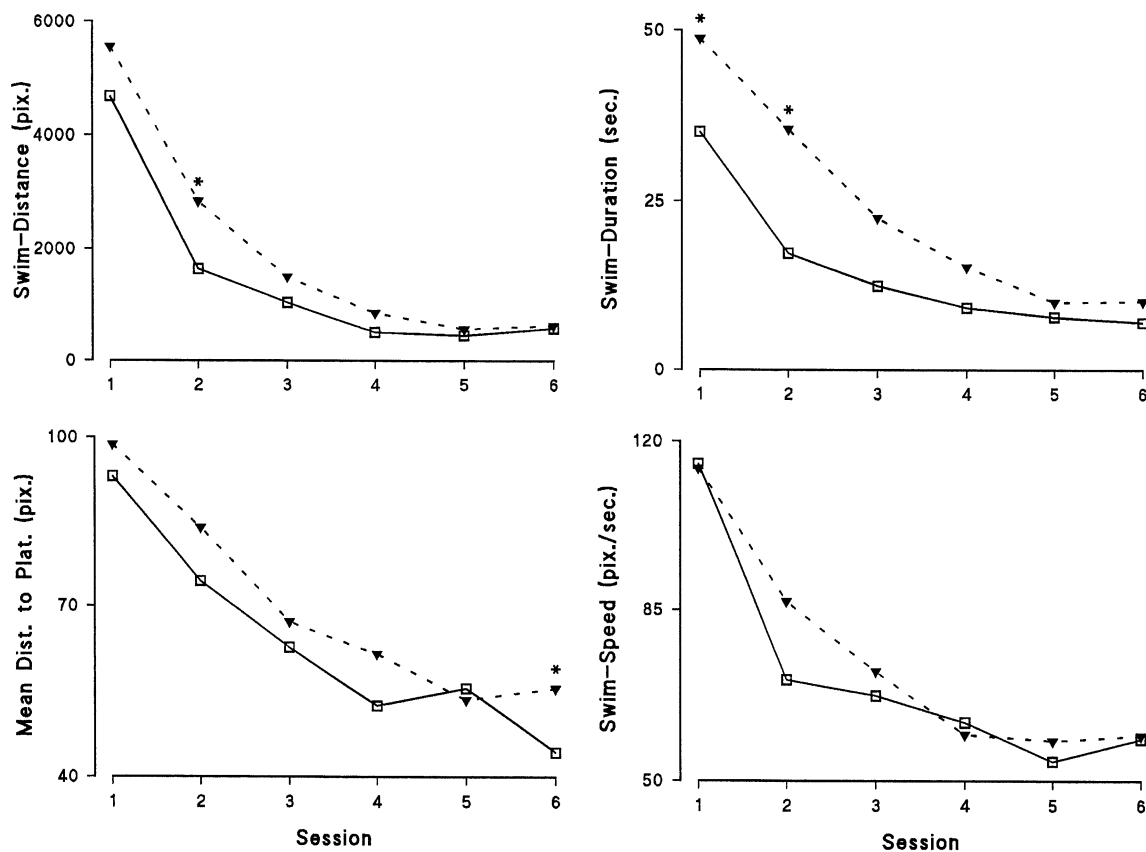 Swim-Distance (pix.)
6000
4000
2000
0
*
1 2 3 4 5 6
Swim-Duration (sec.)
50
25
0
*
*
1 2 3 4 5 6
Mean Dist. to Plat. (pix.)
100
70
40
*
1 2 3 4 5 6
Session
Swim-Speed (pix./sec.)
120
85
50
1 2 3 4 5 6
Session